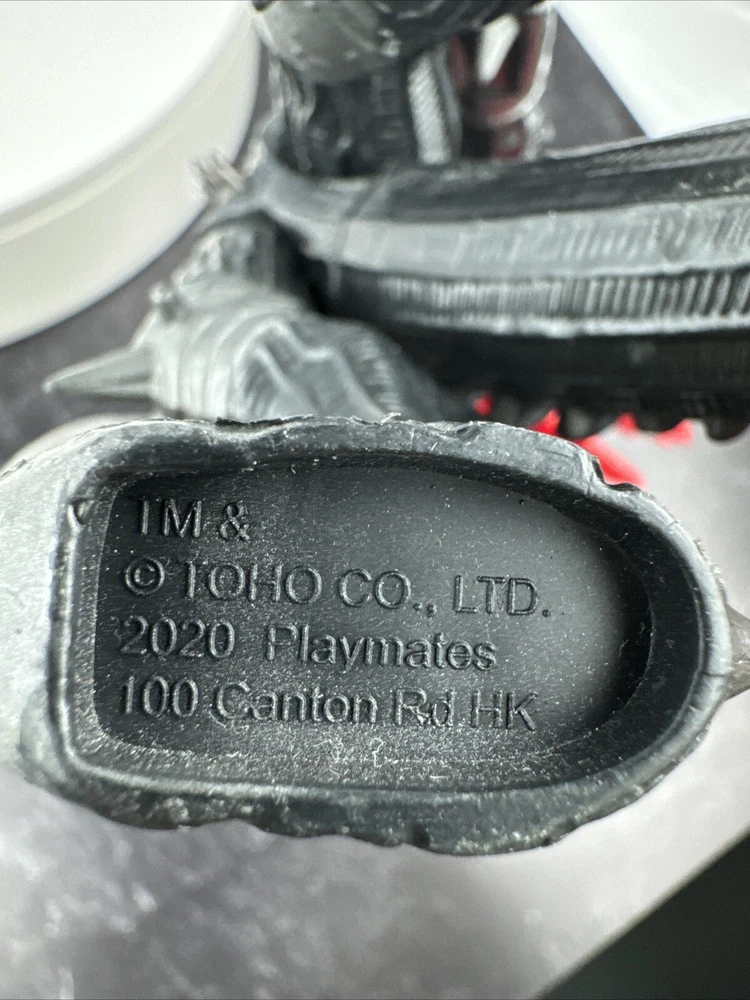 TM &
© TOHO CO., LTD.
2020 Playmates
100 Canton Rd HK